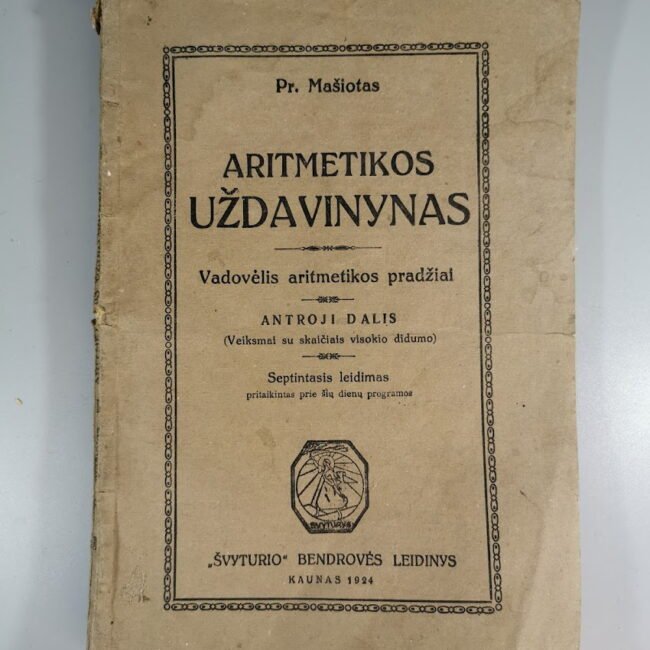 Pr. Mašiotas
ARITMETIKOS
UŽDAVINYNAS
Vadovėlis aritmetikos pradžiai
ANTROJI DALIS
(Veiksmai su skaičiais visokio didumo)
Septintasis leidimas
pritaikintas prie šių dienų programos
ŠVYTURYS
„ŠVYTURIO“ BENDROVĖS LEIDINYS
KAUNAS 1924